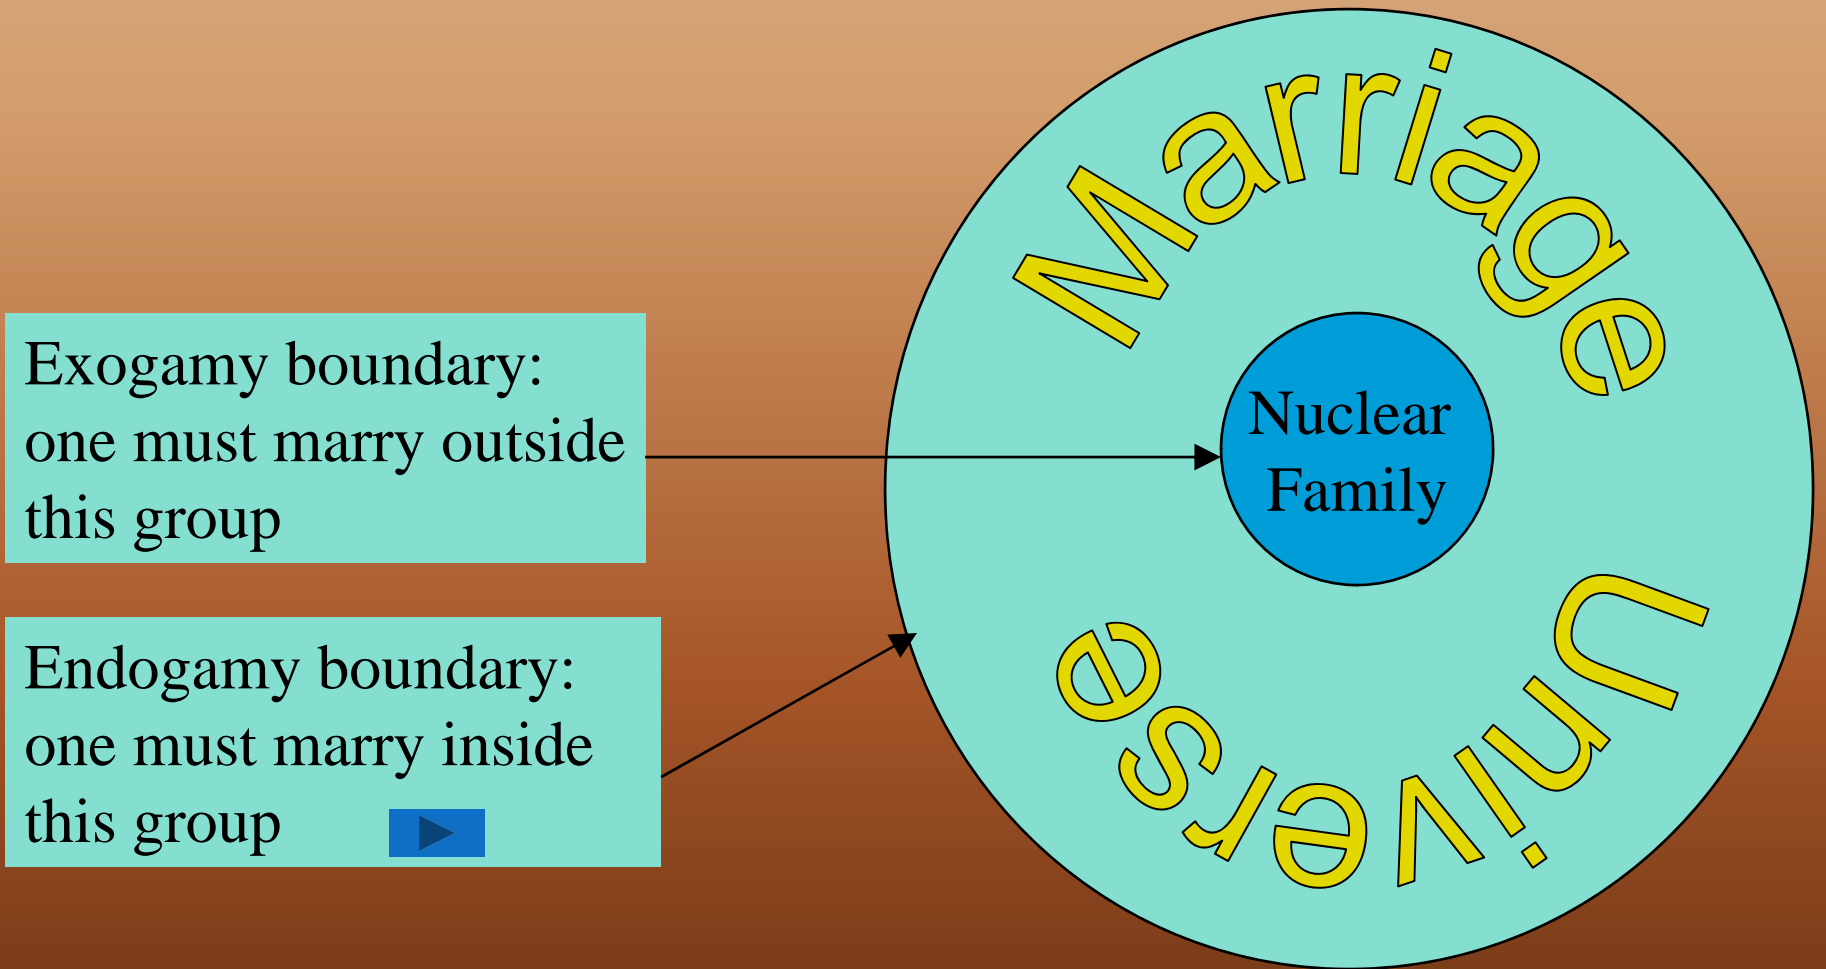 Exogamy boundary:
one must marry outside
this group
Endogamy boundary:
one must marry inside
this group
Marriage
Universe
Nuclear
Family